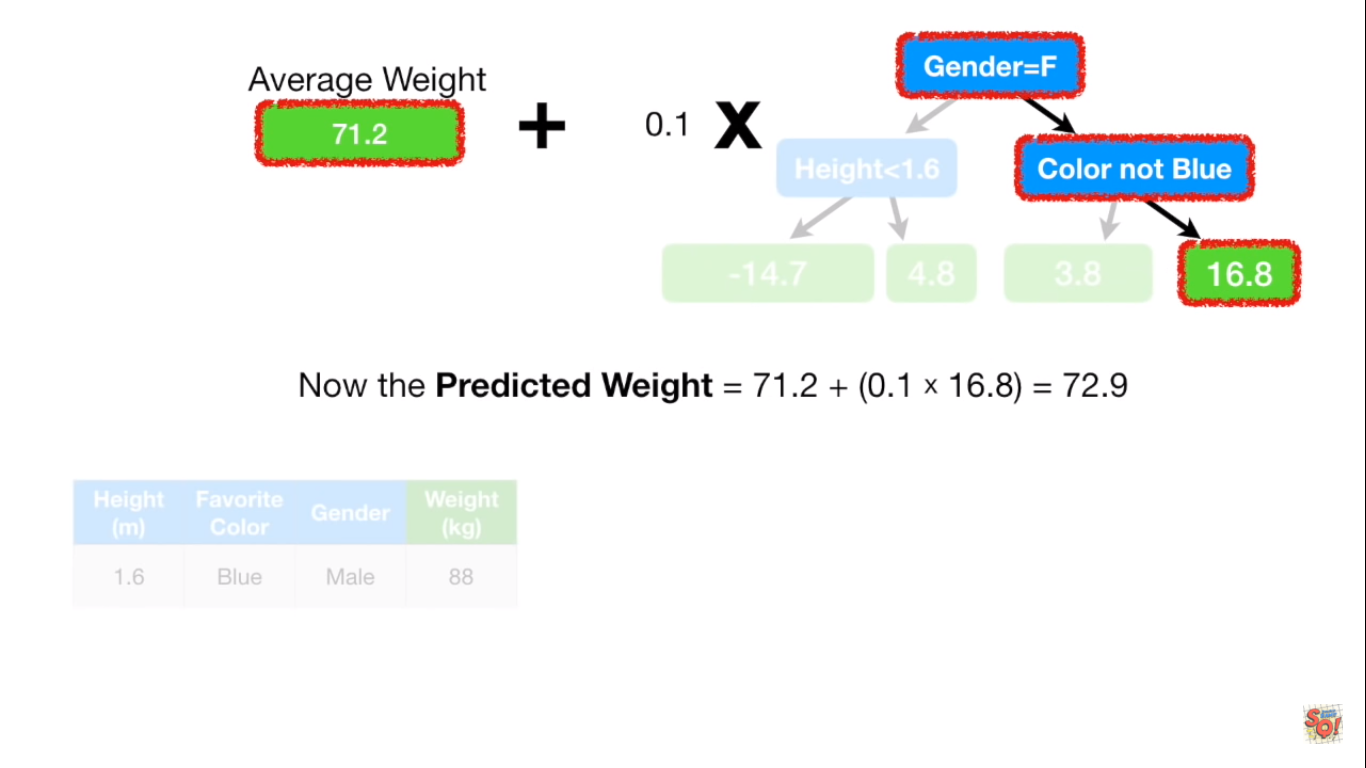 Average Weight
71.2
+
0.1
X
Gender=F
Height<1.6
Color not Blue
-14.7
4.8
3.8
16.8
Now the Predicted Weight = 71.2 + (0.1 × 16.8) = 72.9
Height (m)
Favorite Color
Gender
Weight (kg)
1.6
Blue
Male
88
SQ!